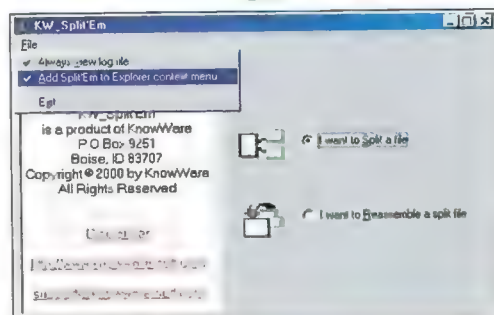 KW_Split'Em
File
Always new log file
Add Split'Em to Explorer context menu
Exit
KW_Split'Em
is a product of KnowWare
P O Box 9251
Boise, ID 83707
Copyright © 2000 by KnowWare
All Rights Reserved
I want to Split a file
I want to Reassemble a split file